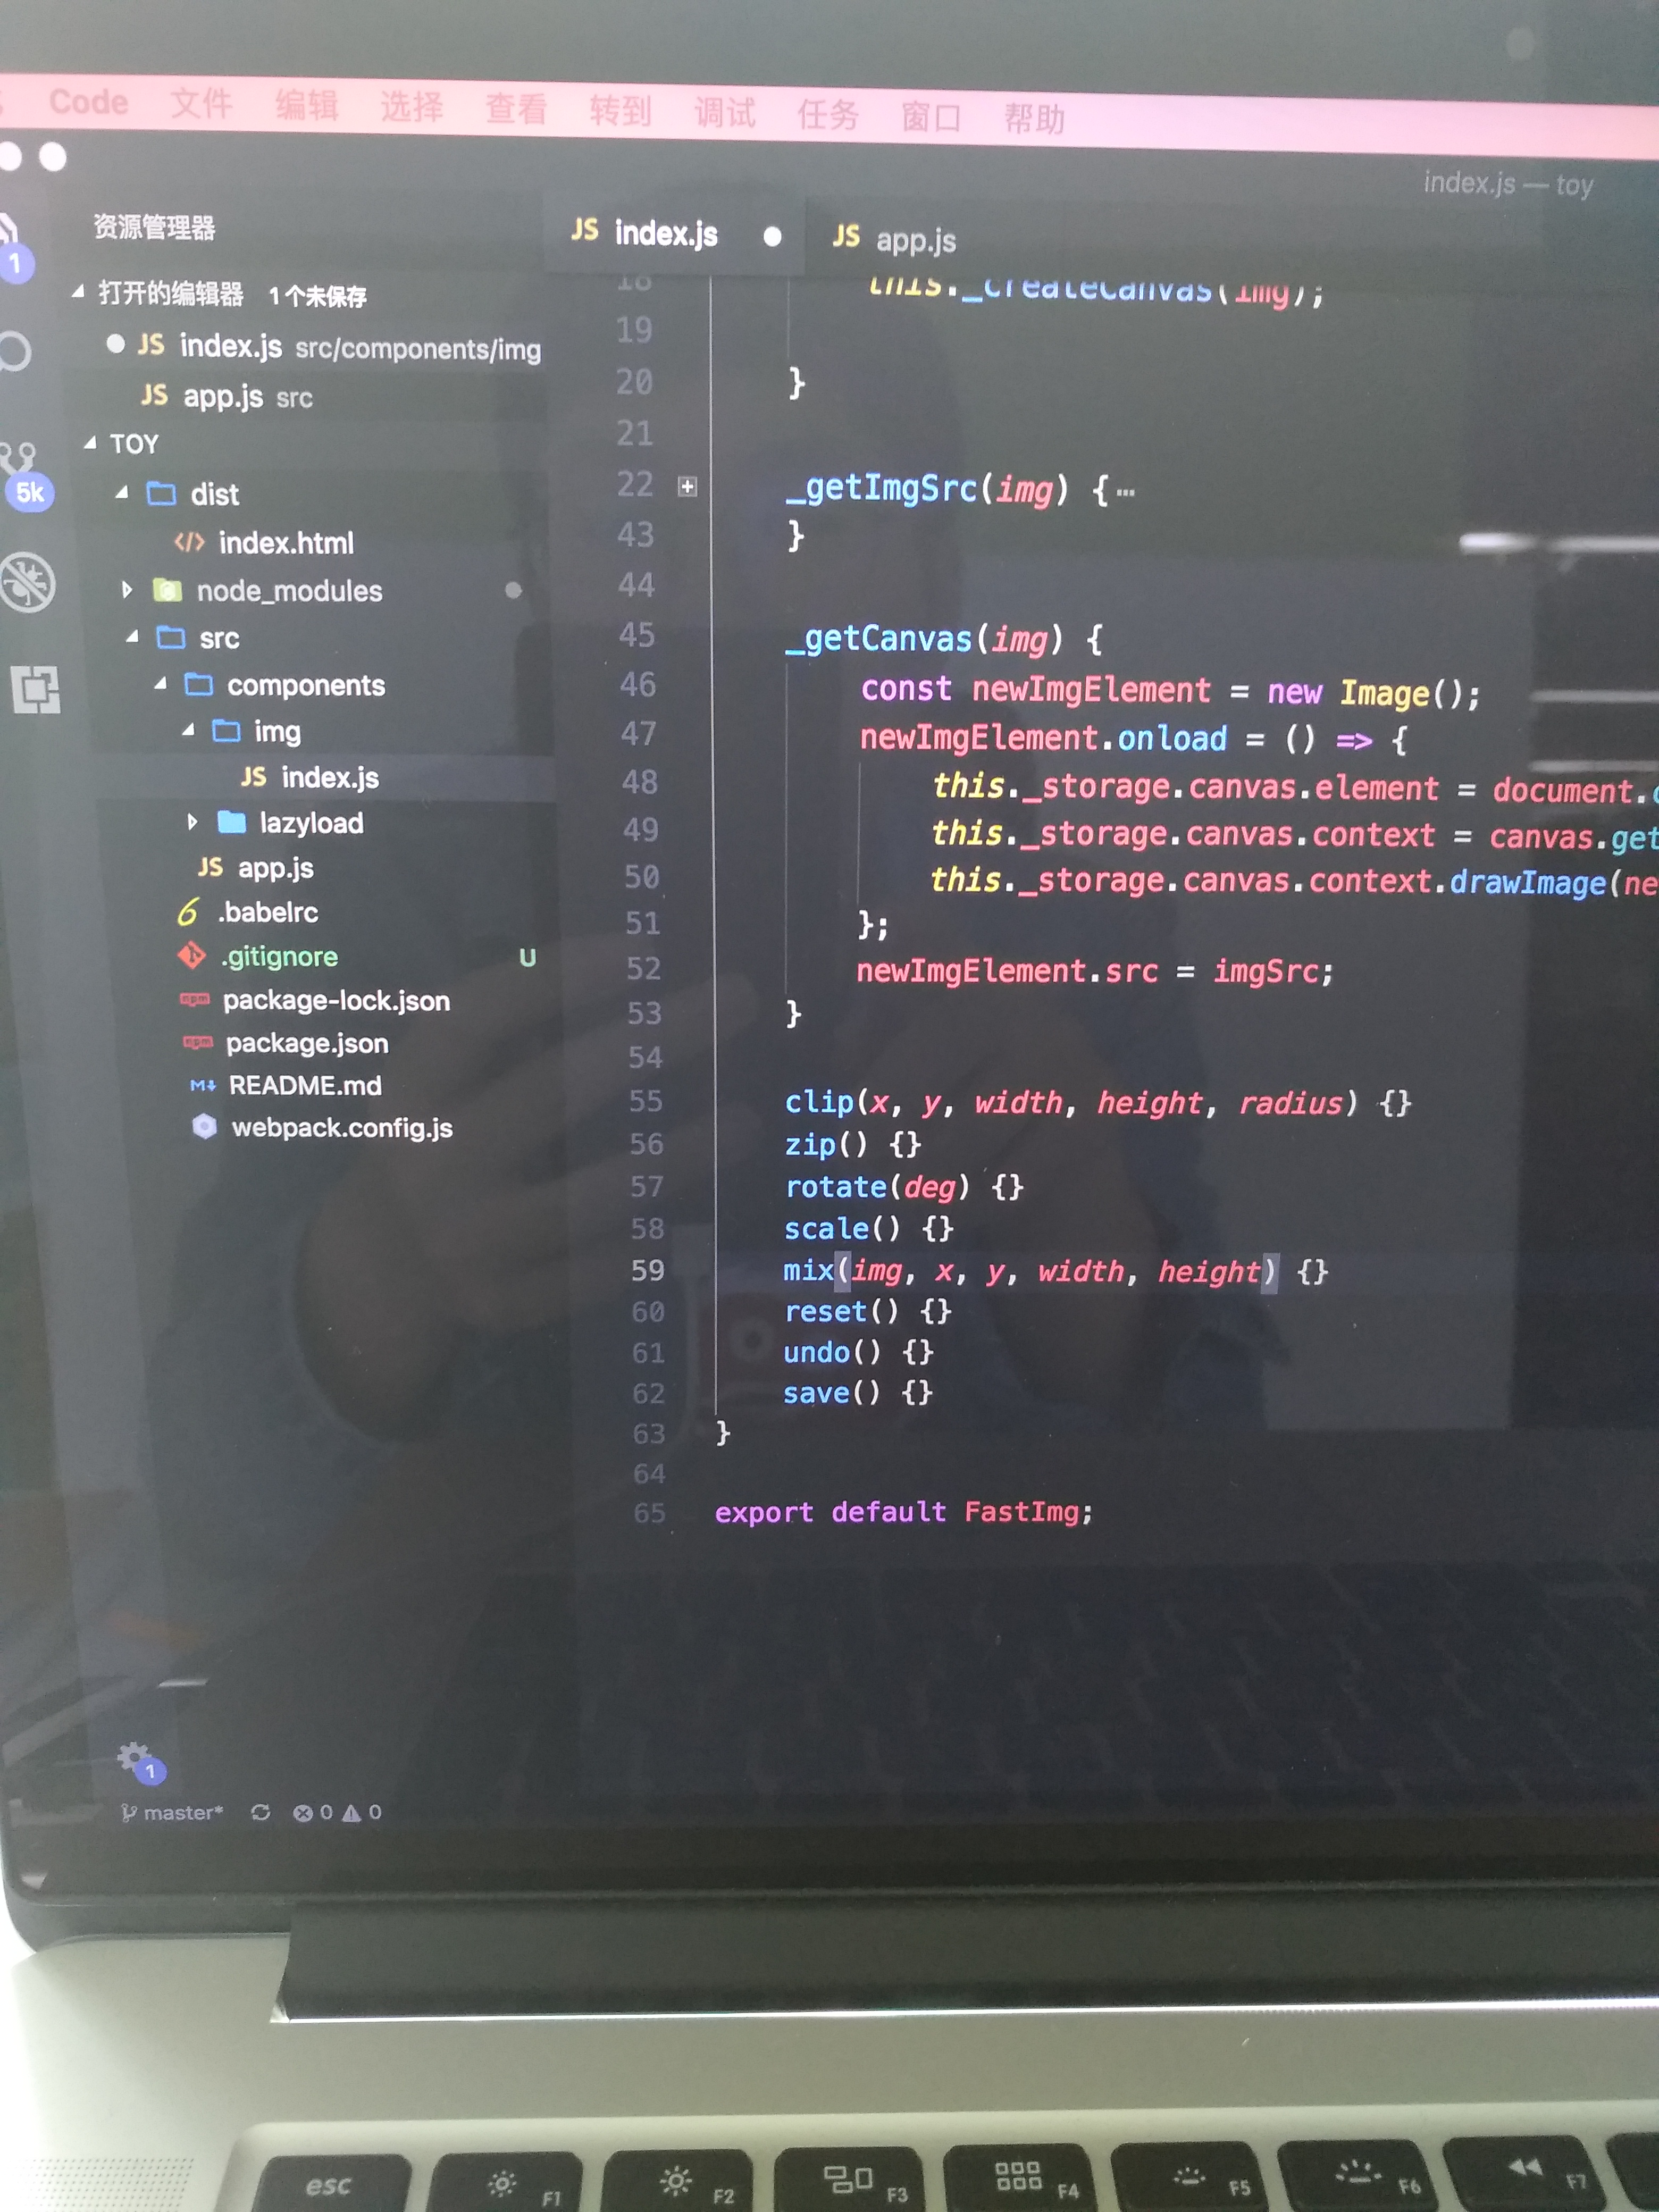 Code 文件 编辑 选择 查看 转到 调试 任务 窗口 帮助
index.js — toy
资源管理器
1
打开的编辑器 1 个未保存
JS index.js src/components/img
JS app.js src
TOY
5k
dist
</> index.html
node_modules
src
components
img
JS index.js
lazyload
JS app.js
6 .babelrc
.gitignore U
npm package-lock.json
npm package.json
M↓ README.md
webpack.config.js
1
master* 0 0
JS index.js JS app.js
18 this._createCanvas(img);
19
20 }
21
22 _getImgSrc(img) {…
43 }
44
45 _getCanvas(img) {
46 const newImgElement = new Image();
47 newImgElement.onload = () => {
48 this._storage.canvas.element = document.
49 this._storage.canvas.context = canvas.get
50 this._storage.canvas.context.drawImage(ne
51 };
52 newImgElement.src = imgSrc;
53 }
54
55 clip(x, y, width, height, radius) {}
56 zip() {}
57 rotate(deg) {}
58 scale() {}
59 mix(img, x, y, width, height) {}
60 reset() {}
61 undo() {}
62 save() {}
63 }
64
65 export default FastImg;
esc F1 F2 F3 F4 F5 F6 F7